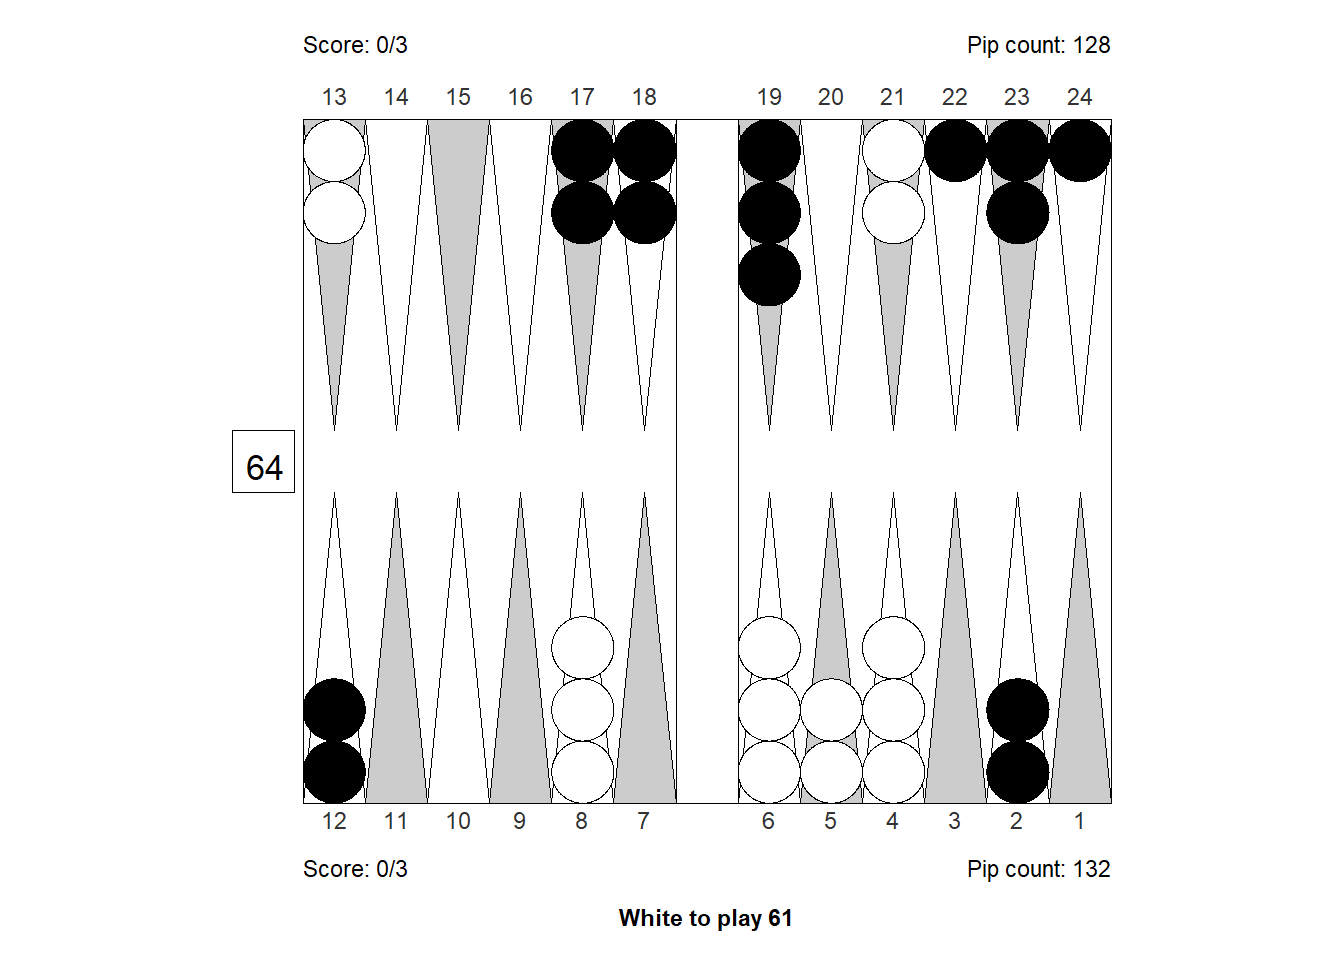 Score: 0/3 Pip count: 128
13 14 15 16 17 18 19 20 21 22 23 24
64
12 11 10 9 8 7 6 5 4 3 2 1
Score: 0/3 Pip count: 132
White to play 61